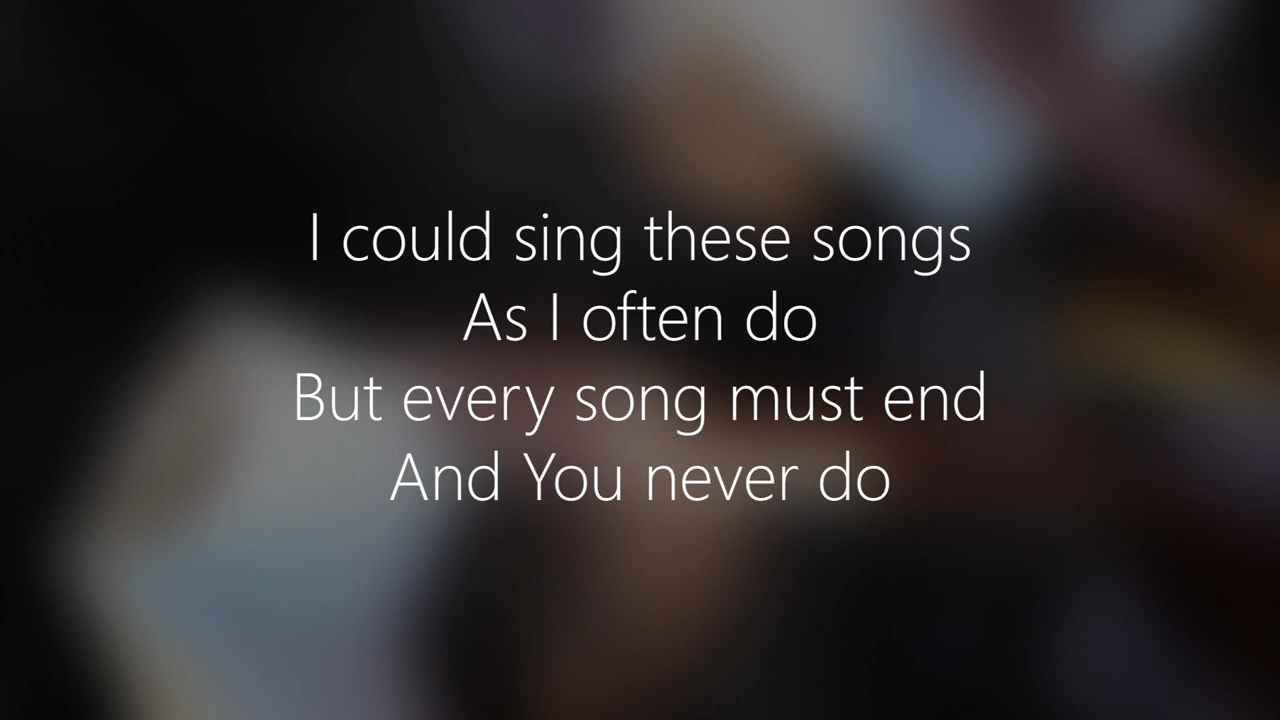 I could sing these songs
As I often do
But every song must end
And You never do